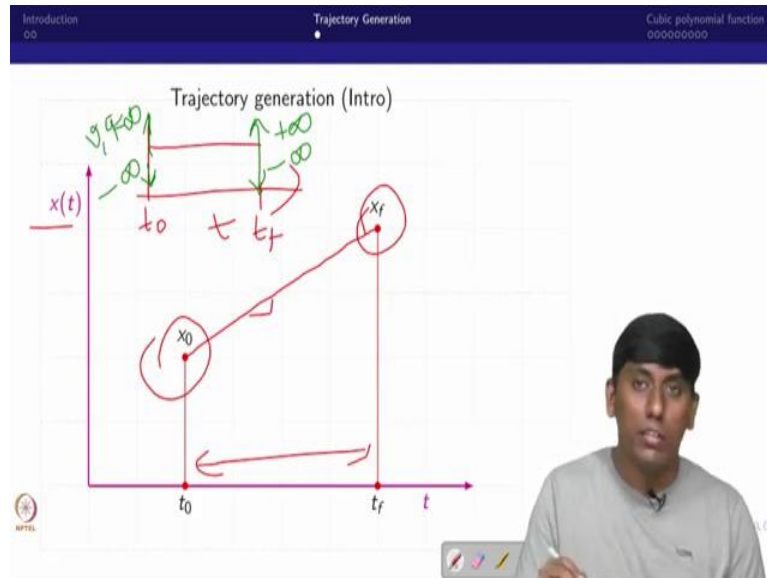 Introduction Trajectory Generation Cubic polynomial function
Trajectory generation (Intro)
+∞
-∞ -∞
x(t) t0 t tf xf
x0
t0 tf t
NPTEL